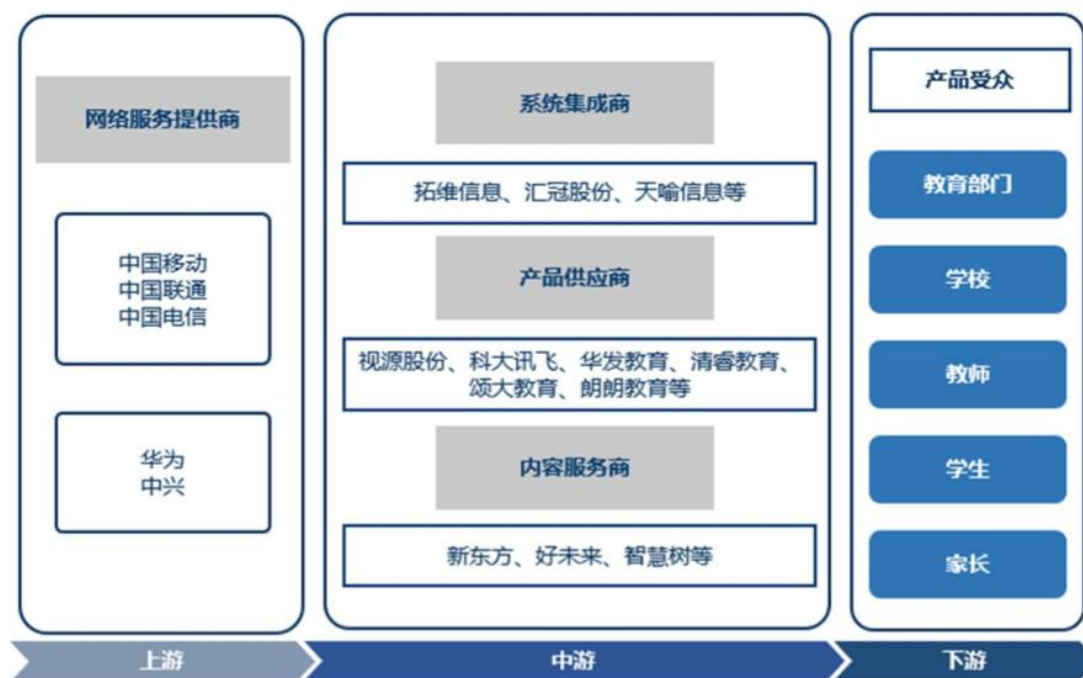 网络服务提供商
中国移动
中国联通
中国电信
华为
中兴
上游
系统集成商
拓维信息、汇冠股份、天喻信息等
产品供应商
视源股份、科大讯飞、华发教育、清睿教育、
颂大教育、朗朗教育等
内容服务商
新东方、好未来、智慧树等
中游
产品受众
教育部门
学校
教师
学生
家长
下游